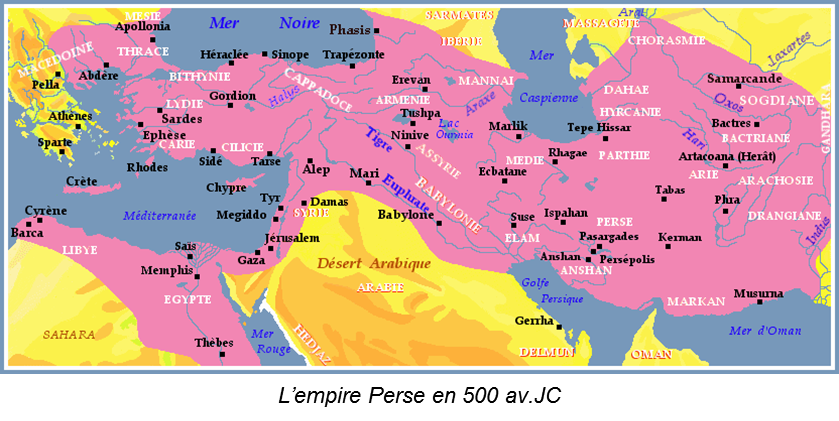 MESIE
Apollonia
Mer Noire
SARMATES
MASSAGETE
Aral
Phasis
CHORASMIE
IBERIE
Jaxartes
MACEDOINE
THRACE
Héraclée
Sinope
Trapézonte
Mer
Caspienne
Abdère
Pella
BITHYNIE
CAPPADOCE
Erevan
MANNAI
Samarcande
DAHAE
Oxos
SOGDIANE
GANDHARA
Gordion
Halys
ARMENIE
Araxe
LYDIE
Sardes
HYRCANIE
Athènes
Tushpa
Lac
Ourmia
Marlik
Tepe Hissar
Bactres
BACTRIANE
Ephèse
Tigre
Ninive
Hari
Sparte
CARIE
CILICIE
ASSYRIE
MEDIE
Rhagae
PARTHIE
Artacoana (Herât)
Rhodes
Sidé
Tarse
Alep
Mari
Ecbatane
ARIE
ARACHOSIE
Crète
Chypre
Euphrate
BABYLONIE
Tabas
Phra
Tyr
Damas
Cyrène
Méditerranée
Megiddo
SYRIE
Babylonie
Suse
Ispahan
PERSE
DRANGIANE
Barca
Jérusalem
ELAM
Pasargades
Kerman
Indus
LIBYE
Saïs
Gaza
Anshan
Persépolis
Memphis
Désert Arabique
ANSHAN
EGYPTE
ARABIE
Golfe
Persique
MARKAN
Musurna
SAHARA
Mer
Rouge
HEDJAZ
Gerrha
Mer d'Oman
Thèbes
DELMUN
OMAN
L'empire Perse en 500 av.JC